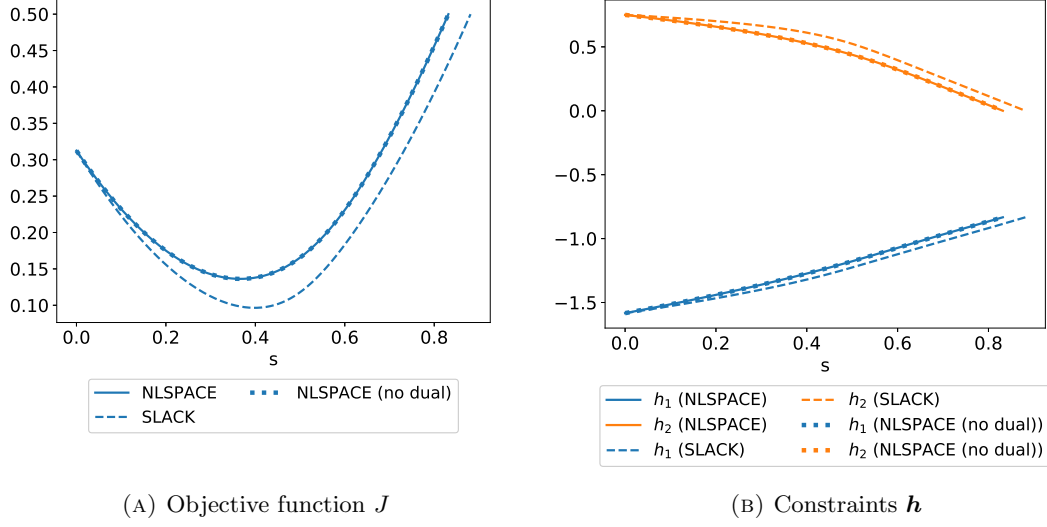 0.50
0.45
0.40
0.35
0.30
0.25
0.20
0.15
0.10
0.0 0.2 0.4 0.6 0.8
s
NLSPACE
SLACK
NLSPACE (no dual)
(A) Objective function J
0.5
0.0
−0.5
−1.0
−1.5
0.0 0.2 0.4 0.6 0.8
s
h₁ (NLSPACE)
h₂ (NLSPACE)
h₁ (SLACK)
h₂ (SLACK)
h₁ (NLSPACE (no dual))
h₂ (NLSPACE (no dual))
(B) Constraints h